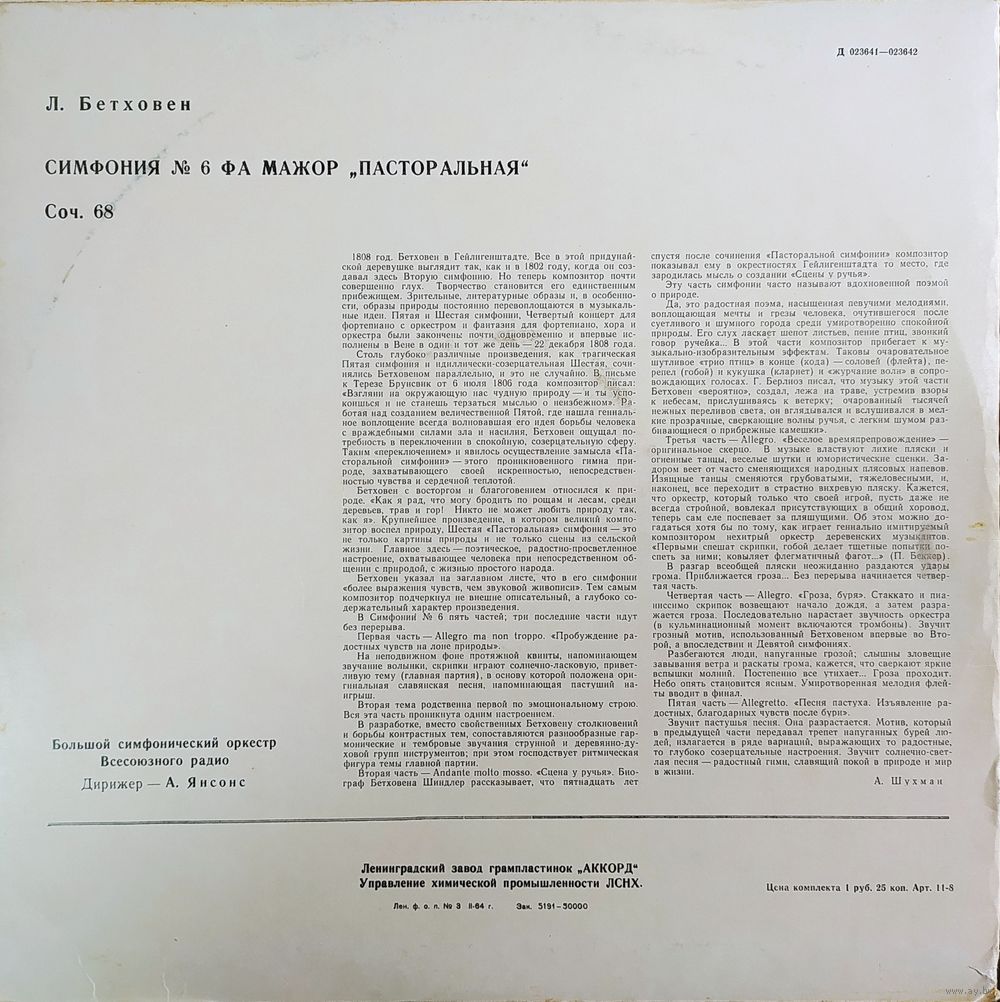 Д 023641—023642
Л. Бетховен
СИМФОНИЯ № 6 ФА МАЖОР „ПАСТОРАЛЬНАЯ“
Соч. 68
1808 год. Бетховен в Гейлигенштадте. Все в этой придунай-
ской деревушке выглядит так, как и в 1802 году, когда он соз-
давал здесь Вторую симфонию. Но теперь композитор почти
совершенно глух. Творчество становится его единственным
прибежищем. Зрительные, литературные образы и, в особенно-
сти, образы природы постоянно перевоплощаются в музыкаль-
ные идеи. Пятая и Шестая симфонии, Четвертый концерт для
фортепиано с оркестром и фантазия для фортепиано, хора и
оркестра были закончены почти одновременно и впервые ис-
полнены в Вене в один и тот же день — 22 декабря 1808 года.
Столь глубоко различные произведения, как трагическая
Пятая симфония и идиллически-созерцательная Шестая, сочи-
нялись Бетховеном параллельно, и это не случайно. В письме
к Терезе Брунсвик от 6 июля 1806 года композитор писал:
«Взгляни на окружающую нас чудную природу — и ты успо-
коишься и не станешь терзаться мыслью о неизбежном». Ра-
ботая над созданием величественной Пятой, где нашла гениаль-
ное воплощение всегда волновавшая его идея борьбы человека
с враждебными силами зла и насилия, Бетховен ощущал по-
требность в переключении в спокойную, созерцательную сферу.
Таким «переключением» и явилось осуществление замысла «Па-
сторальной симфонии» — этого проникновенного гимна при-
роде, захватывающего своей искренностью, непосредствен-
ностью чувства и сердечной теплотой.
Бетховен с восторгом и благоговением относился к при-
роде. «Как я рад, что могу бродить по рощам и лесам, среди
деревьев, трав и гор! Никто не может любить природу так,
как я». Крупнейшее произведение, в котором великий компо-
зитор воспел природу, Шестая «Пасторальная» симфония — это
не только картины природы и не только сцены из сельской
жизни. Главное здесь — поэтическое, радостно-просветленное
настроение, охватывающее человека при непосредственном об-
щении с природой, с жизнью простого народа.
Бетховен указал на заглавном листе, что в его симфонии
«более выражения чувств, чем звуковой живописи». Тем самым
композитор подчеркнул не внешне описательный, а глубоко со-
держательный характер произведения.
В Симфонии № 6 пять частей; три последние части идут
без перерыва.
Первая часть — Allegro ma non troppo. «Пробуждение ра-
достных чувств на лоне природы».
На неподвижном фоне протяжной квинты, напоминающем
звучание волынки, скрипки играют солнечно-ласковую, привет-
ливую тему (главная партия), в основу которой положена ори-
гинальная славянская песня, напоминающая пастуший на-
игрыш.
Вторая тема родственна первой по эмоциональному строю.
Вся эта часть проникнута одним настроением.
В разработке, вместо свойственных Бетховену столкновений
и борьбы контрастных тем, сопоставляются разнообразные гар-
монические и тембровые звучания струнной и деревянно-ду-
ховой групп инструментов; при этом господствует ритмическая
фигура темы главной партии.
Вторая часть — Andante molto mosso. «Сцена у ручья». Био-
граф Бетховена Шиндлер рассказывает, что пятнадцать лет
спустя после сочинения «Пасторальной симфонии» композитор
показывал ему в окрестностях Гейлигенштадта то место, где
зародилась мысль о создании «Сцены у ручья».
Эту часть симфонии часто называют вдохновенной поэмой
о природе.
Да, это радостная поэма, насыщенная певучими мелодиями,
воплощающая мечты и грезы человека, очутившегося после
суетливого и шумного города среди умиротворенно спокойной
природы. Его слух ласкает шепот листьев, пение птиц, звонкий
говор ручейка... В этой части композитор прибегает к му-
зыкально-изобразительным эффектам. Таковы очаровательное
шутливое «трио птиц» в конце (кода) — соловей (флейта), пе-
репел (гобой) и кукушка (кларнет) и «журчание волн» в сопро-
вождающих голосах. Г. Берлиоз писал, что музыку этой части
Бетховен «вероятно», создал, лежа на траве, устремив взоры
к небесам, прислушиваясь к ветерку; очарованный тысячей
нежных переливов света, он вглядывался и вслушивался в мел-
кие прозрачные, сверкающие волны ручья, с легким шумом раз-
бивающиеся о прибрежные камешки».
Третья часть — Allegro. «Веселое времяпрепровождение» —
оригинальное скерцо. В музыке властвуют лихие пляски и
огненные танцы, веселые шутки и юмористические сценки. За-
дором веет от часто сменяющихся народных плясовых напевов.
Изящные танцы сменяются грубоватыми, тяжеловесными, и,
наконец, все переходит в страстно вихревую пляску. Кажется,
что оркестр, который только что своей игрой, пусть даже не
всегда стройной, вовлекал присутствующих в общий хоровод,
теперь сам еле поспевает за пляшущими. Об этом можно до-
гадаться хотя бы по тому, как играет гениально имитируемый
композитором нехитрый оркестр деревенских музыкантов.
«Первыми спешат скрипки, гобой делает тщетные попытки по-
спеть за ними; ковыляет флегматичный фагот...» (П. Беккер).
В разгар всеобщей пляски неожиданно раздаются удары
грома. Приближается гроза... Без перерыва начинается четвер-
тая часть.
Четвертая часть — Allegro. «Гроза, буря». Стаккато и пиа-
ниссимо скрипок возвещают начало дождя, а затем разра-
жается гроза. Последовательно нарастает звучность оркестра
(в кульминационный момент включаются тромбоны). Звучит
грозный мотив, использованный Бетховеном впервые во Вто-
рой, а впоследствии и Девятой симфониях.
Разбегаются люди, напуганные грозой; слышны зловещие
завывания ветра и раскаты грома, кажется, что сверкают яркие
вспышки молний. Постепенно все утихает... Гроза проходит.
Небо опять становится ясным. Умиротворенная мелодия флей-
ты вводит в финал.
Пятая часть — Allegretto. «Песня пастуха. Изъявление ра-
достных, благодарных чувств после бури».
Звучит пастушья песня. Она разрастается. Мотив, который
в предыдущей части передавал трепет напуганных бурей лю-
дей, излагается в ряде вариаций, выражающих то радостные,
то глубоко созерцательные настроения. Звучит солнечно-свет-
лая песня — радостный гимн, славящий покой в природе и мир
в жизни.
А. Шухман
Большой симфонический оркестр
Всесоюзного радио
Дирижер — А. Янсонс
Ленинградский завод грампластинок „АККОРД“
Управление химической промышленности ЛСНХ.
Лен. ф. о. п. № 3 II-64 г. Зак. 5191—50000
Цена комплекта 1 руб. 25 коп. Арт. 11-8